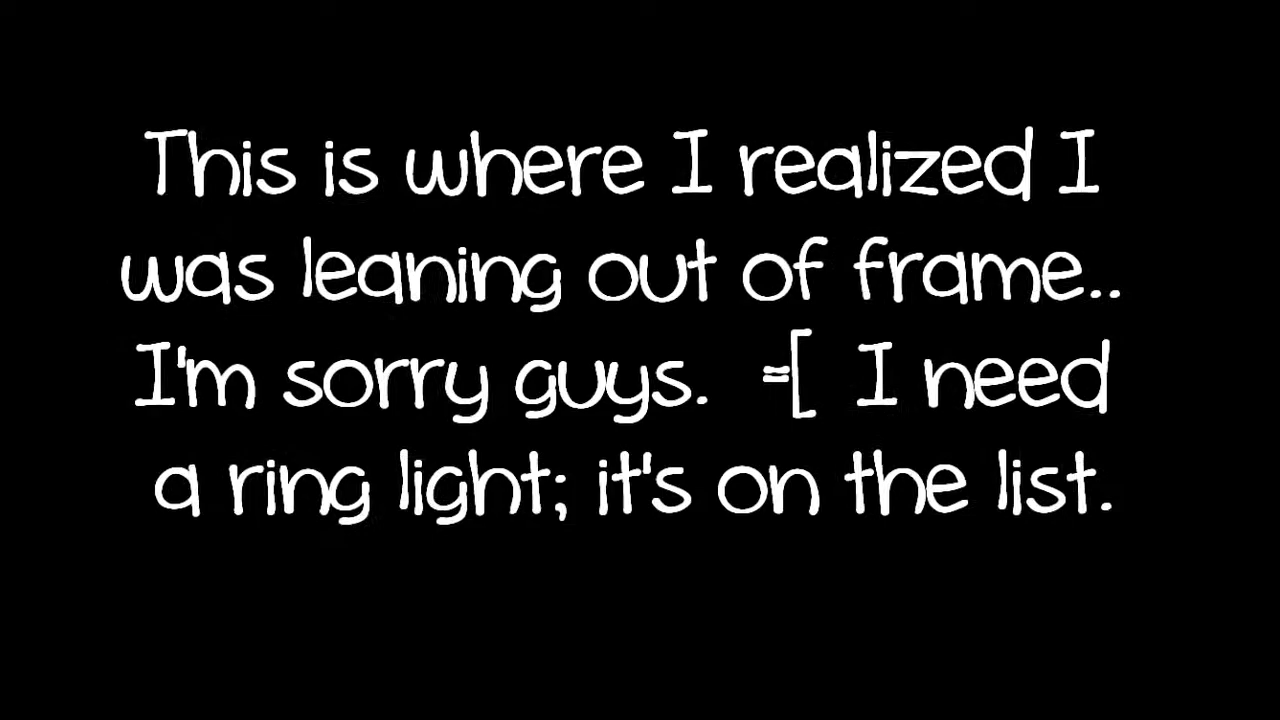 This is where I realized I
was leaning out of frame..
I'm sorry guys.  =[  I need
a ring light; it's on the list.